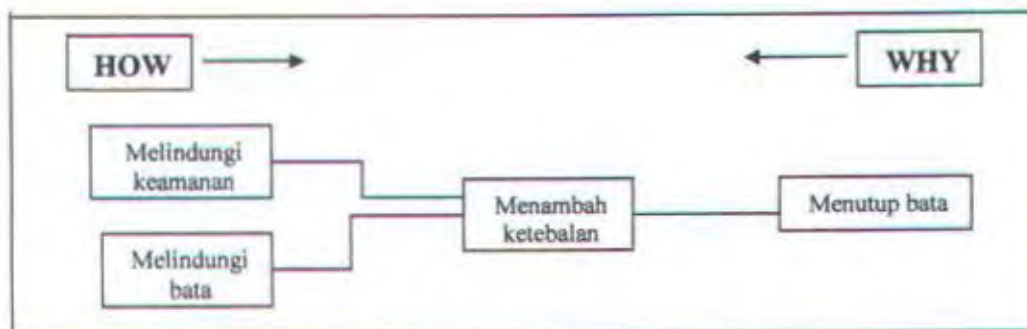 HOW
WHY
Melindungi
keamanan
Menambah
ketebalan
Menutup bata
Melindungi
bata